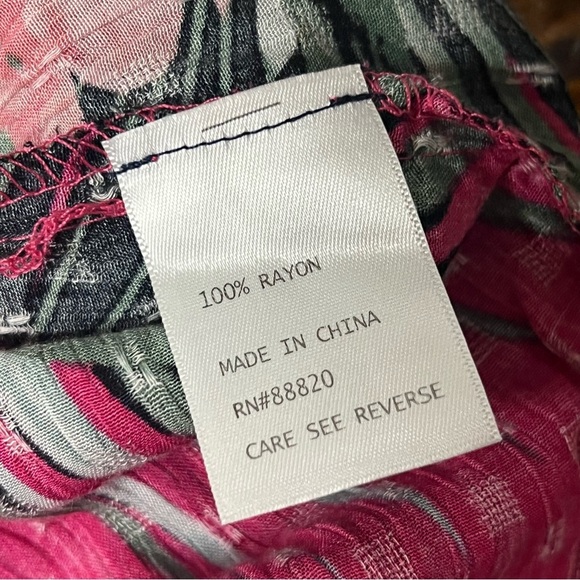 100% RAYON
MADE IN CHINA
RN#88820
CARE SEE REVERSE